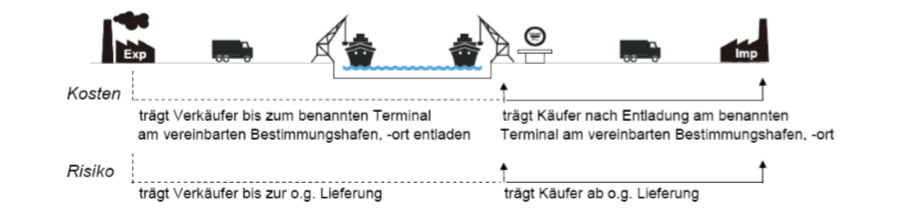 Exp
Imp
Kosten
trägt Verkäufer bis zum benannten Terminal
am vereinbarten Bestimmungshafen, -ort entladen
trägt Käufer nach Entladung am benannten
Terminal am vereinbarten Bestimmungshafen, -ort
Risiko
trägt Verkäufer bis zur o.g. Lieferung
trägt Käufer ab o.g. Lieferung